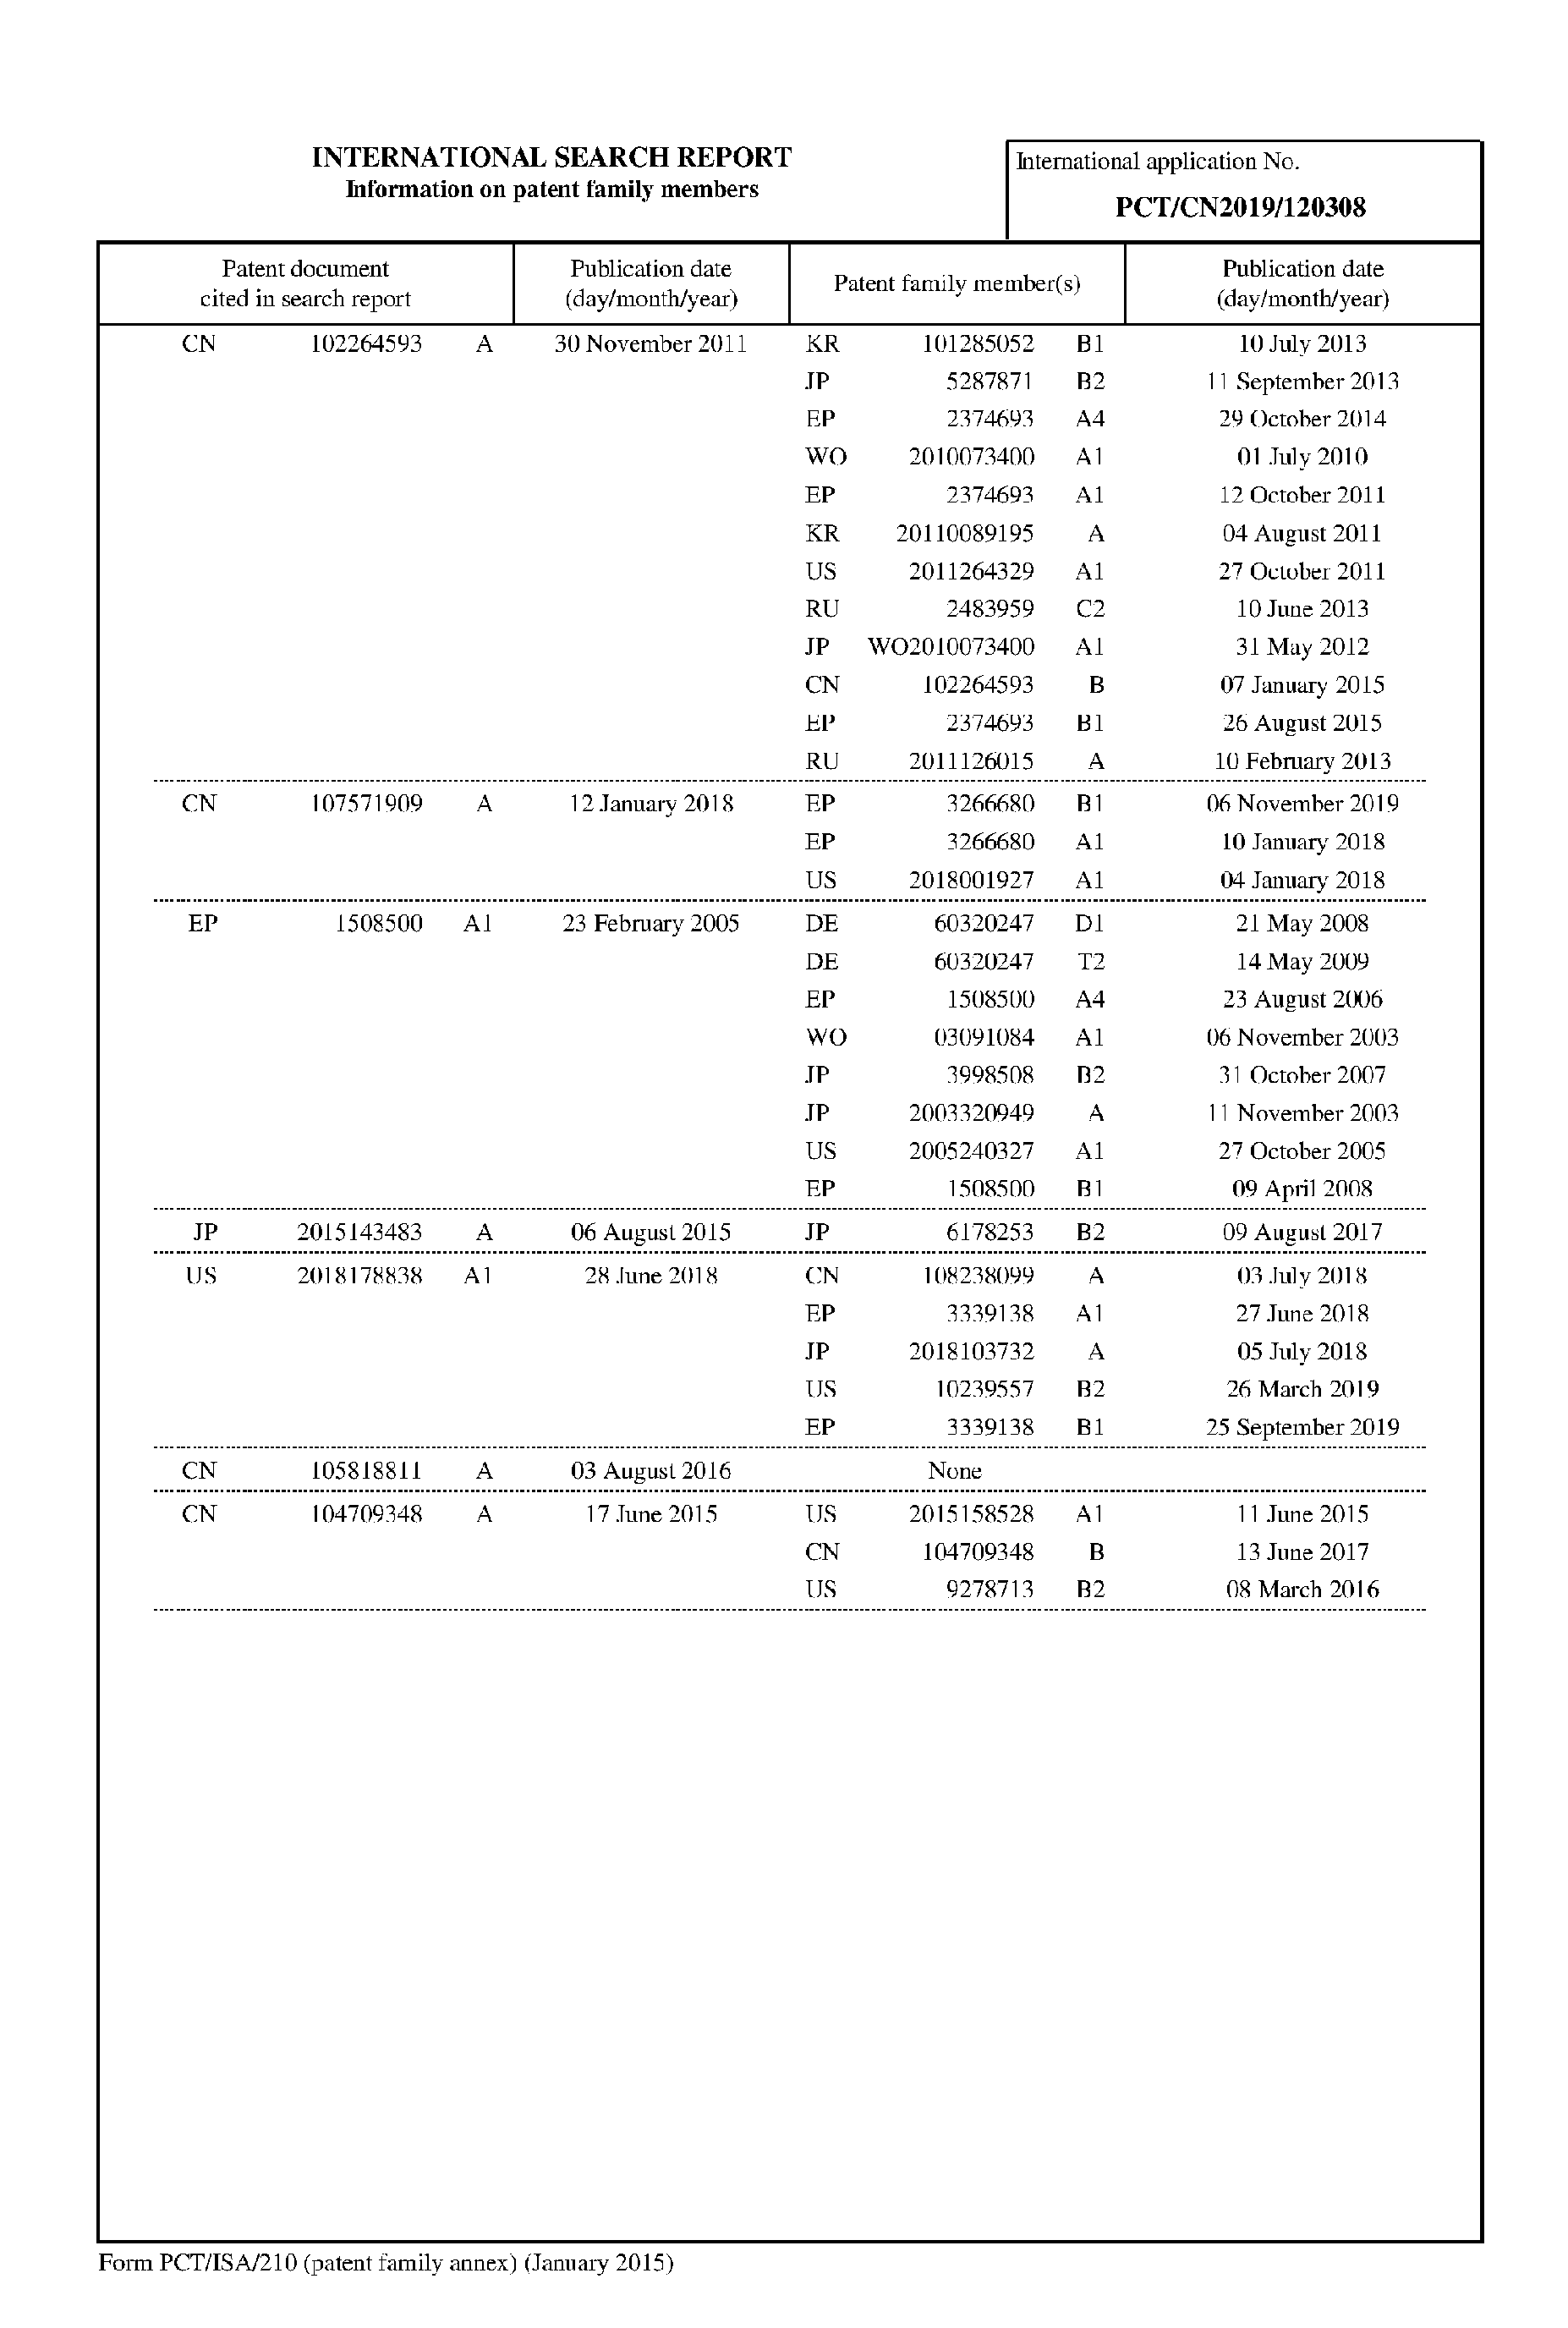 INTERNATIONAL SEARCH REPORT
Information on patent family members
International application No.
PCT/CN2019/120308
Patent document
cited in search report
Publication date
(day/month/year)
Patent family member(s)
Publication date
(day/month/year)
CN 102264593 A 30 November 2011 KR 101285052 B1 10 July 2013
JP 5287871 B2 11 September 2013
EP 2374693 A4 29 October 2014
WO 2010073400 A1 01 July 2010
EP 2374693 A1 12 October 2011
KR 20110089195 A 04 August 2011
US 2011264329 A1 27 October 2011
RU 2483959 C2 10 June 2013
JP WO2010073400 A1 31 May 2012
CN 102264593 B 07 January 2015
EP 2374693 B1 26 August 2015
RU 2011126015 A 10 February 2013
CN 107571909 A 12 January 2018 EP 3266680 B1 06 November 2019
EP 3266680 A1 10 January 2018
US 2018001927 A1 04 January 2018
EP 1508500 A1 23 February 2005 DE 60320247 D1 21 May 2008
DE 60320247 T2 14 May 2009
EP 1508500 A4 23 August 2006
WO 03091084 A1 06 November 2003
JP 3998508 B2 31 October 2007
JP 2003320949 A 11 November 2003
US 2005240327 A1 27 October 2005
EP 1508500 B1 09 April 2008
JP 2015143483 A 06 August 2015 JP 6178253 B2 09 August 2017
US 2018178838 A1 28 June 2018 CN 108238099 A 03 July 2018
EP 3339138 A1 27 June 2018
JP 2018103732 A 05 July 2018
US 10239557 B2 26 March 2019
EP 3339138 B1 25 September 2019
CN 105818811 A 03 August 2016 None
CN 104709348 A 17 June 2015 US 2015158528 A1 11 June 2015
CN 104709348 B 13 June 2017
US 9278713 B2 08 March 2016
Form PCT/ISA/210 (patent family annex) (January 2015)